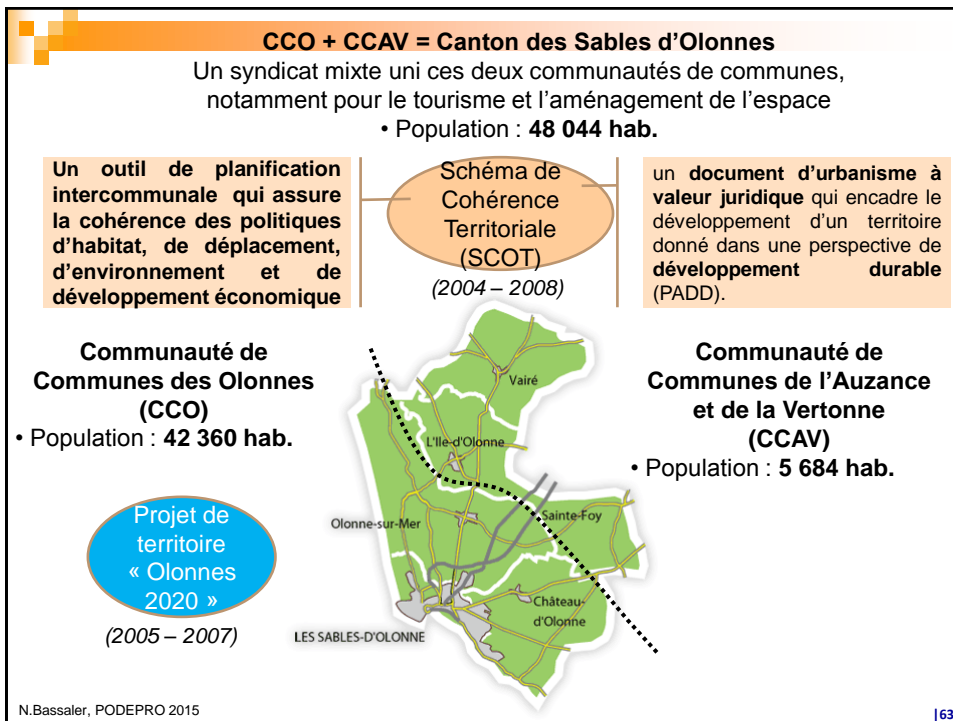 CCO + CCAV = Canton des Sables d'Olonnes
Un syndicat mixte uni ces deux communautés de communes,
notamment pour le tourisme et l'aménagement de l'espace
• Population : 48 044 hab.
Un outil de planification
intercommunale qui assure
la cohérence des politiques
d'habitat, de déplacement,
d'environnement et de
développement économique
Schéma de
Cohérence
Territoriale
(SCOT)
(2004 – 2008)
un document d'urbanisme à
valeur juridique qui encadre le
développement d'un territoire
donné dans une perspective de
développement durable
(PADD).
Communauté de
Communes des Olonnes
(CCO)
• Population : 42 360 hab.
Projet de
territoire
« Olonnes
2020 »
(2005 – 2007)
Vairé
L'Ile-d'Olonne
Olonne-sur-Mer
Sainte-Foy
Château-
d'Olonne
LES SABLES-D'OLONNE
Communauté de
Communes de l'Auzance
et de la Vertonne
(CCAV)
• Population : 5 684 hab.
N.Bassaler, PODEPRO 2015
|63